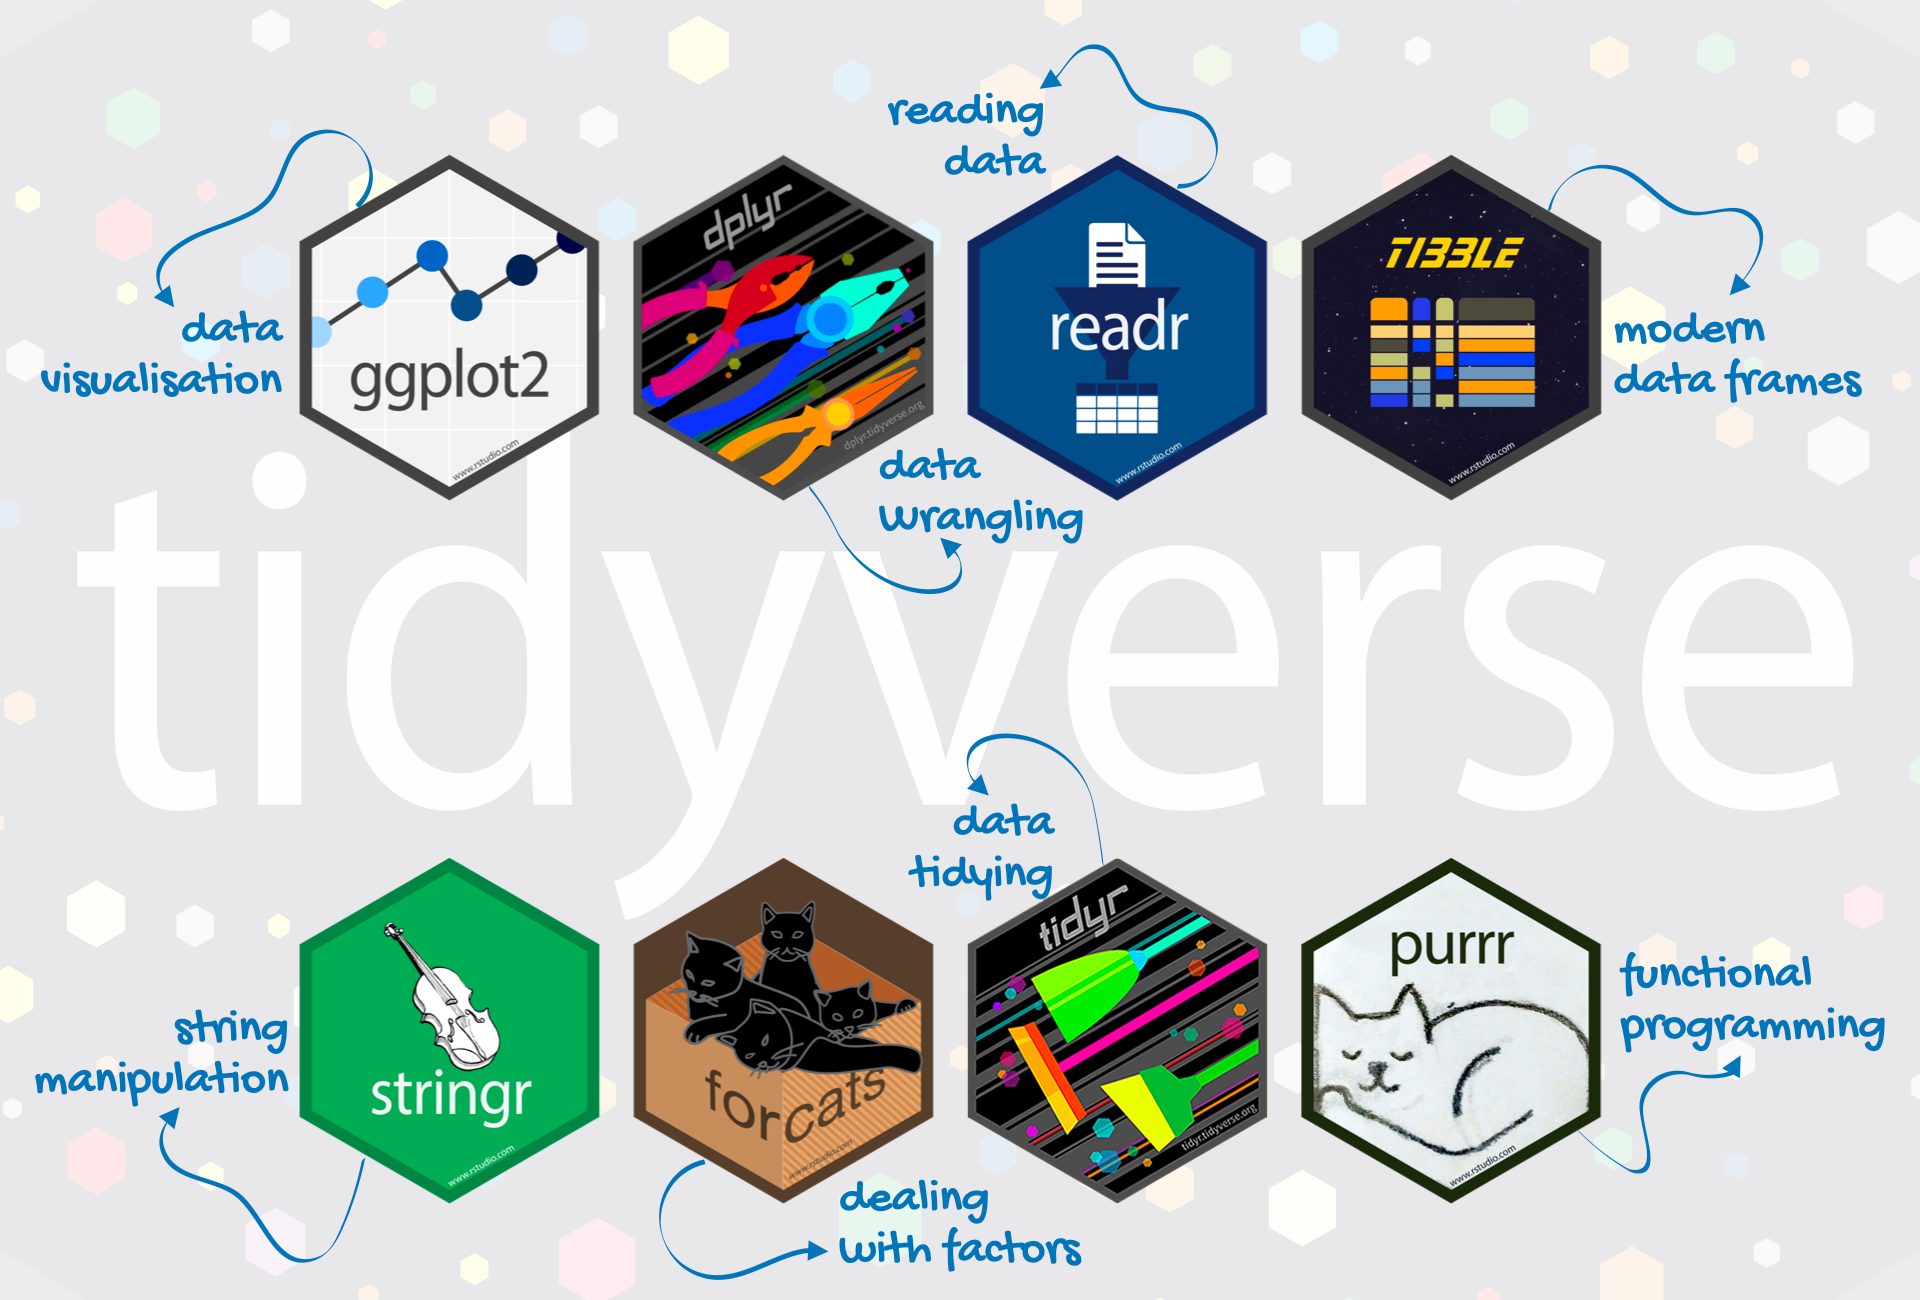 reading
data
dplyr
TIBBLE
readr
data
visualisation
ggplot2
modern
data frames
www.rstudio.com
dplyr.tidyverse.org
www.rstudio.com
www.rstudio.com
data
wrangling
tidyverse
data
tidying
tidyr
purrr
functional
programming
string
manipulation
stringr
forcats
www.rstudio.com
www.rstudio.com
tidyr.tidyverse.org
www.rstudio.com
dealing
with factors